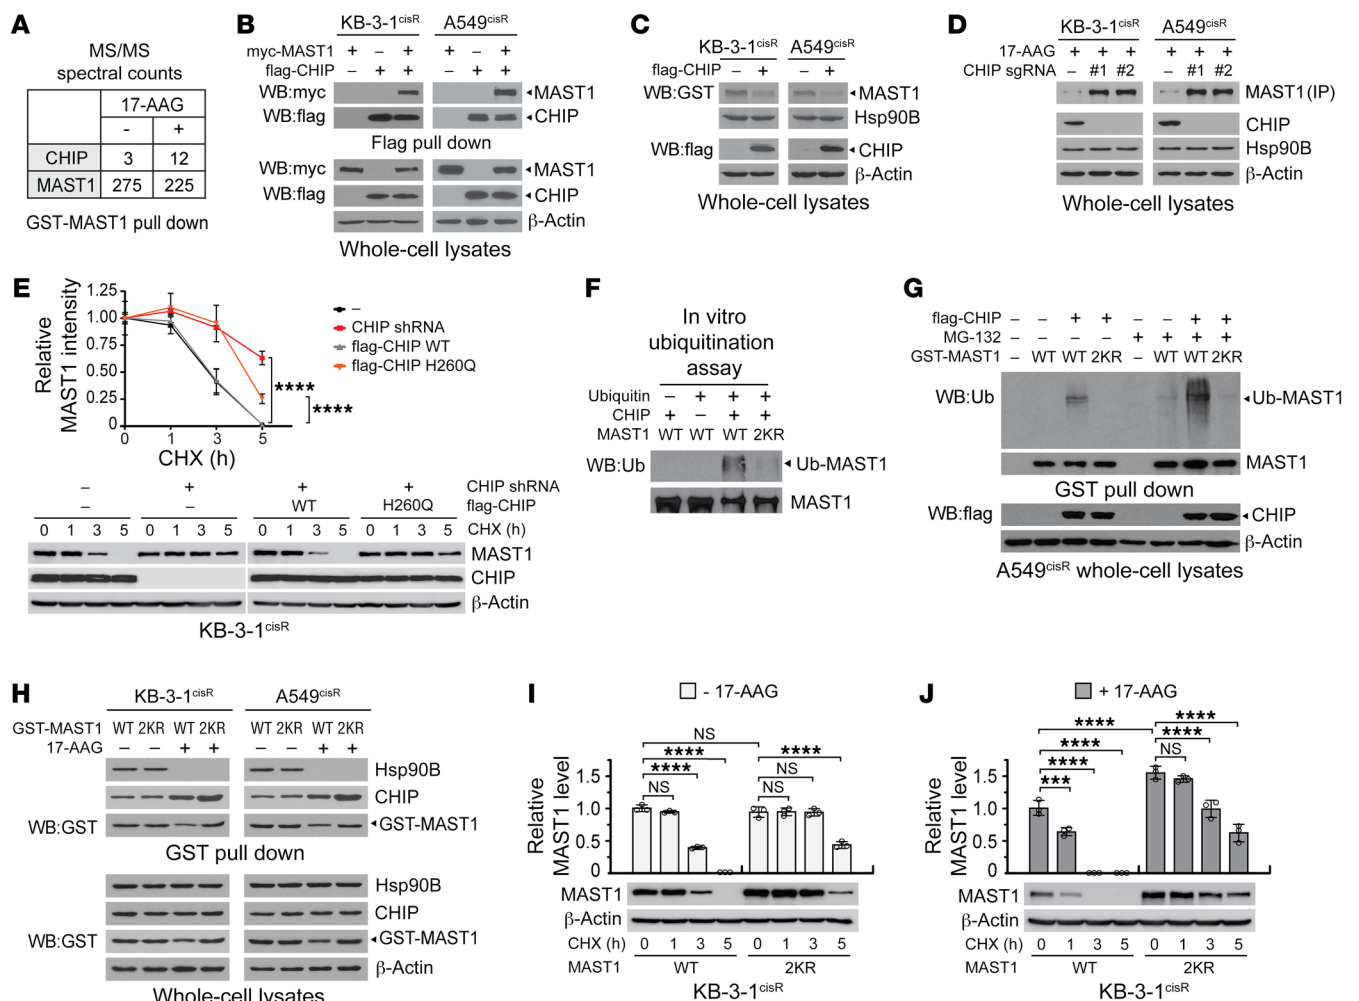 A
MS/MS
spectral counts
17-AAG
- +
CHIP 3 12
MAST1 275 225
GST-MAST1 pull down
B
KB-3-1cisR A549cisR
myc-MAST1 + – + + – +
flag-CHIP – + + – + +
WB:myc MAST1
WB:flag CHIP
Flag pull down
WB:myc MAST1
WB:flag CHIP
β-Actin
Whole-cell lysates
C
KB-3-1cisR A549cisR
flag-CHIP – + – +
WB:GST MAST1
Hsp90B
WB:flag CHIP
β-Actin
Whole-cell lysates
D
KB-3-1cisR A549cisR
17-AAG + + + + + +
CHIP sgRNA – #1 #2 – #1 #2
MAST1(IP)
CHIP
Hsp90B
β-Actin
Whole-cell lysates
E
Relative
MAST1 intensity
1.25
1.00
0.75
0.50
0.25
0
0 1 3 5
CHX (h)
****
****
–
CHIP shRNA
flag-CHIP WT
flag-CHIP H260Q
– + + + CHIP shRNA
– – WT H260Q flag-CHIP
0 1 3 5 0 1 3 5 0 1 3 5 0 1 3 5 CHX (h)
MAST1
CHIP
β-Actin
KB-3-1cisR
F
In vitro
ubiquitination
assay
Ubiquitin – + + +
CHIP + – + +
MAST1 WT WT WT 2KR
WB:Ub Ub-MAST1
MAST1
G
flag-CHIP – – + – – + +
MG-132 – – – – + + + +
GST-MAST1 – WT WT 2KR – WT WT 2KR
WB:Ub Ub-MAST1
MAST1
GST pull down
WB:flag CHIP
β-Actin
A549cisR whole-cell lysates
H
KB-3-1cisR A549cisR
GST-MAST1 WT 2KR WT 2KR WT 2KR WT 2KR
17-AAG – – + + – – + +
Hsp90B
CHIP
WB:GST GST-MAST1
GST pull down
Hsp90B
CHIP
WB:GST GST-MAST1
β-Actin
Whole-cell lysates
I
- 17-AAG
NS
**** ****
**** NS
NS NS
Relative
MAST1 level
1.5
1.0
0.5
0
MAST1
β-Actin
CHX (h) 0 1 3 5 0 1 3 5
MAST1 WT 2KR
KB-3-1cisR
J
+ 17-AAG
**** ****
**** ****
**** NS
***
Relative
MAST1 level
1.5
1.0
0.5
0
MAST1
β-Actin
CHX (h) 0 1 3 5 0 1 3 5
MAST1 WT 2KR
KB-3-1cisR